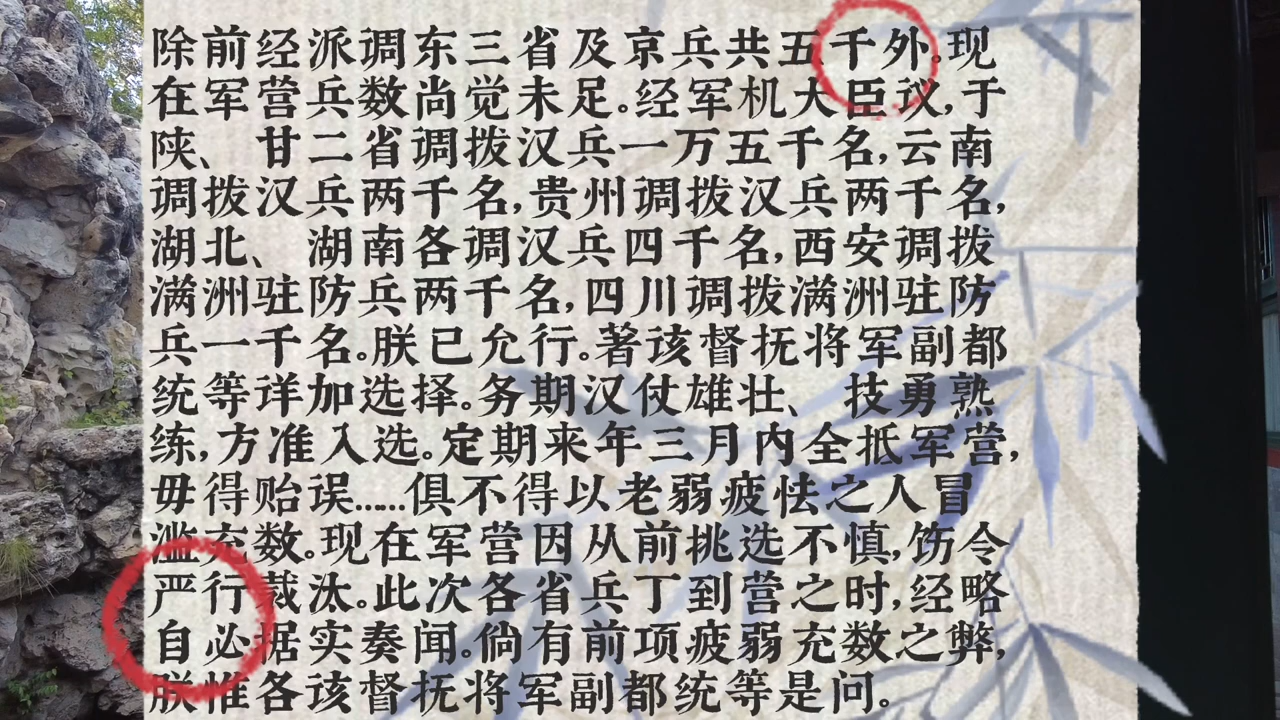 除前经派调东三省及京兵共五千外。现
在军营兵数尚觉未足。经军机大臣议,于
陕、甘二省调拨汉兵一万五千名,云南
调拨汉兵两千名,贵州调拨汉兵两千名,
湖北、湖南各调汉兵四千名,西安调拨
满洲驻防兵两千名,四川调拨满洲驻防
兵一千名。朕已允行。著该督抚将军副都
统等详加选择。务期汉仗雄壮、技勇熟
练,方准入选。定期来年三月内全抵军营,
毋得贻误……俱不得以老弱疲怯之人冒
滥充数。现在军营因从前挑选不慎,饬令
严行裁汰。此次各省兵丁到营之时,经略
自必据实奏闻。倘有前项疲弱充数之弊,
朕惟各该督抚将军副都统等是问。